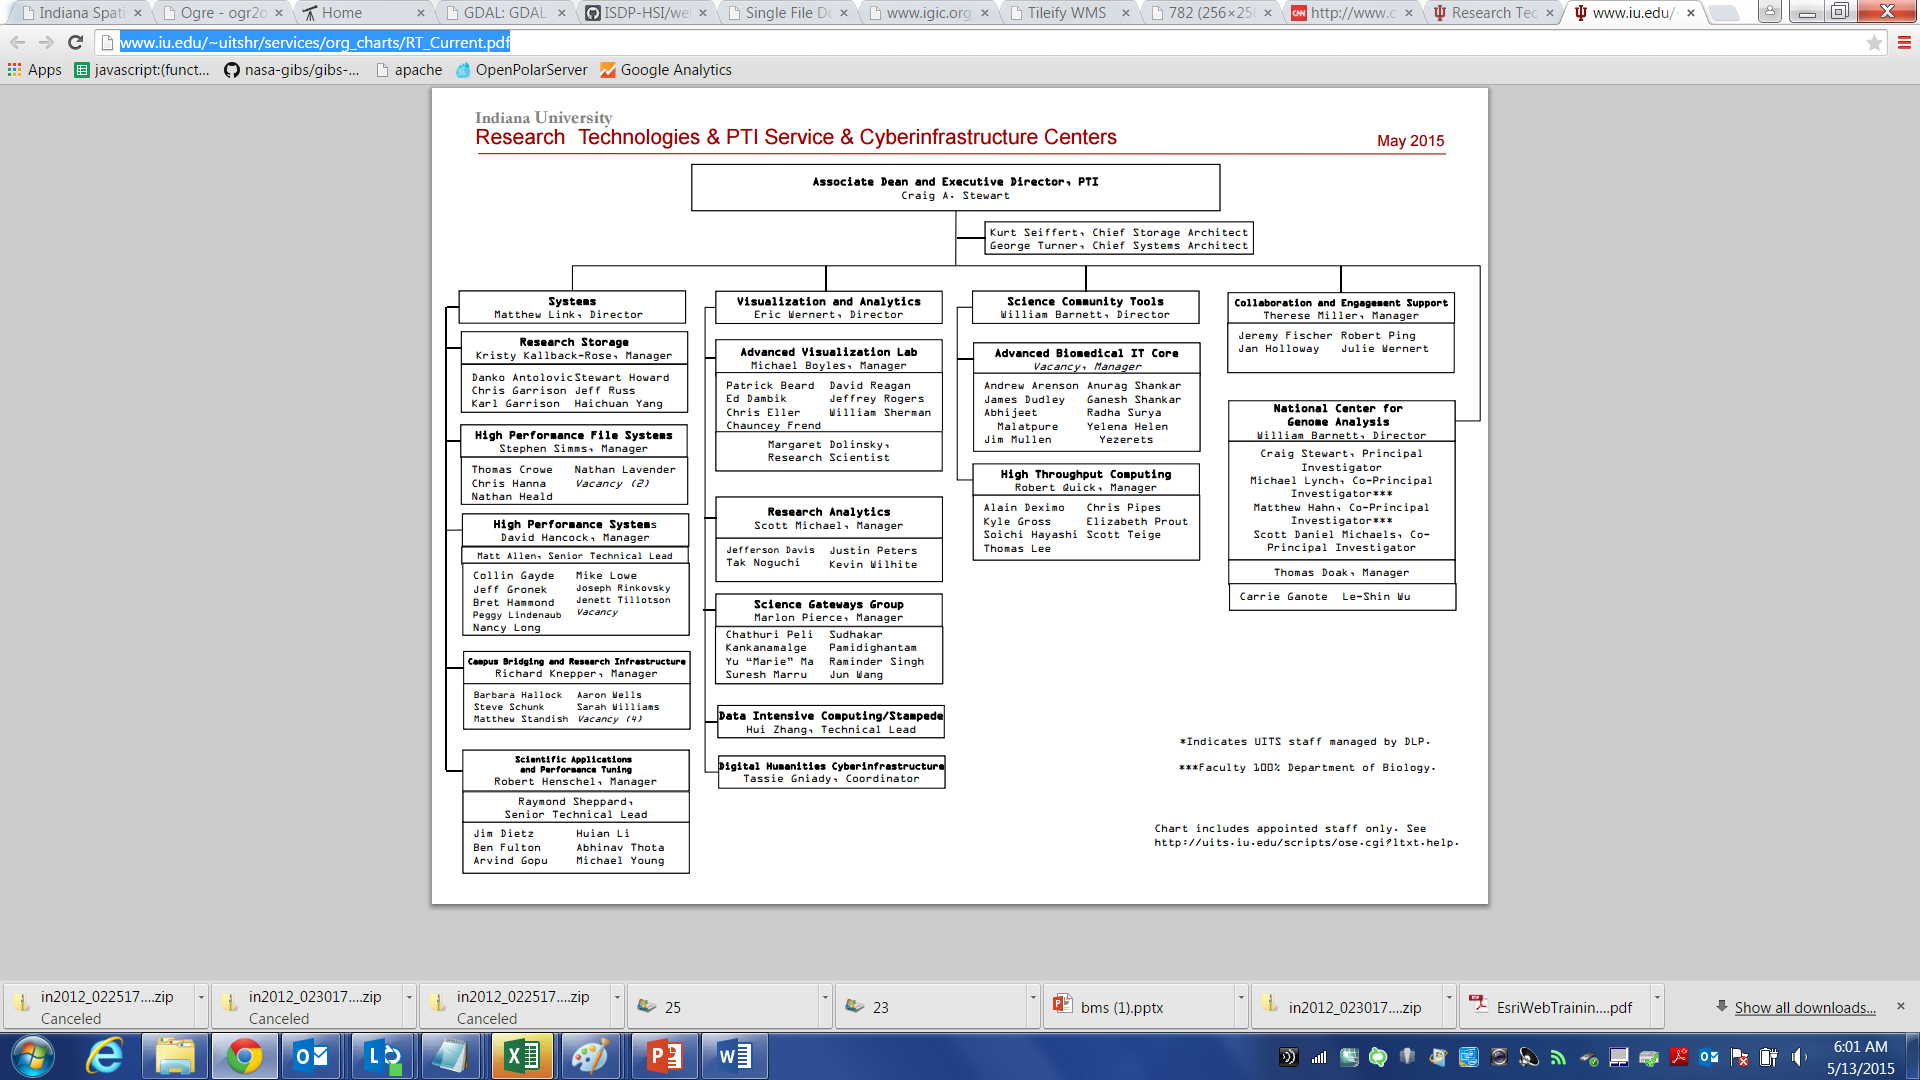 Indiana Spati
Ogre - ogr2o
Home
GDAL: GDAL
ISDP-HSI/we
Single File Do
www.igic.org
Tileify WMS
782 (256×256
http://www.c
Research Tec
www.iu.edu/
www.iu.edu/~uitshr/services/org_charts/RT_Current.pdf
Apps
javascript:(funct...
nasa-gibs/gibs-...
apache
OpenPolarServer
Google Analytics
Indiana University
Research Technologies & PTI Service & Cyberinfrastructure Centers
May 2015
Associate Dean and Executive Director, PTI
Craig A. Stewart
Kurt Seiffert, Chief Storage Architect
George Turner, Chief Systems Architect
Systems
Matthew Link, Director
Research Storage
Kristy Kallback-Rose, Manager
Danko Antolovic Stewart Howard
Chris Garrison Jeff Russ
Karl Garrison Haichuan Yang
High Performance File Systems
Stephen Simms, Manager
Thomas Crowe Nathan Lavender
Chris Hanna Vacancy (2)
Nathan Heald
High Performance Systems
David Hancock, Manager
Matt Allen, Senior Technical Lead
Collin Gayde Mike Lowe
Jeff Gronek Joseph Rinkovsky
Bret Hammond Jenett Tillotson
Peggy Lindenaub Vacancy
Nancy Long
Campus Bridging and Research Infrastructure
Richard Knepper, Manager
Barbara Hallock Aaron Wells
Steve Schunk Sarah Williams
Matthew Standish Vacancy (4)
Scientific Applications
and Performance Tuning
Robert Henschel, Manager
Raymond Sheppard,
Senior Technical Lead
Jim Dietz Huian Li
Ben Fulton Abhinav Thota
Arvind Gopu Michael Young
Visualization and Analytics
Eric Wernert, Director
Advanced Visualization Lab
Michael Boyles, Manager
Patrick Beard David Reagan
Ed Dambik Jeffrey Rogers
Chris Eller William Sherman
Chauncey Frend
Margaret Dolinsky,
Research Scientist
Research Analytics
Scott Michael, Manager
Jefferson Davis Justin Peters
Tak Noguchi Kevin Wilhite
Science Gateways Group
Marlon Pierce, Manager
Chathuri Peli Sudhakar
Kankanamalge Pamidighantam
Yu “Marie” Ma Raminder Singh
Suresh Marru Jun Wang
Data Intensive Computing/Stampede
Hui Zhang, Technical Lead
Digital Humanities Cyberinfrastructure
Tassie Gniady, Coordinator
Science Community Tools
William Barnett, Director
Advanced Biomedical IT Core
Vacancy, Manager
Andrew Arenson Anurag Shankar
James Dudley Ganesh Shankar
Abhijeet Radha Surya
Malatpure Yelena Helen
Jim Mullen Yezerets
High Throughput Computing
Robert Quick, Manager
Alain Deximo Chris Pipes
Kyle Gross Elizabeth Prout
Soichi Hayashi Scott Teige
Thomas Lee
Collaboration and Engagement Support
Therese Miller, Manager
Jeremy Fischer Robert Ping
Jan Holloway Julie Wernert
National Center for
Genome Analysis
William Barnett, Director
Craig Stewart, Principal
Investigator
Michael Lynch, Co-Principal
Investigator***
Matthew Hahn, Co-Principal
Investigator***
Scott Daniel Michaels, Co-
Principal Investigator
Thomas Doak, Manager
Carrie Ganote Le-Shin Wu
*Indicates UITS staff managed by DLP.
***Faculty 100% Department of Biology.
Chart includes appointed staff only. See
http://uits.iu.edu/scripts/ose.cgi?ltxt.help.
in2012_022517....zip
Canceled
in2012_023017....zip
Canceled
in2012_022517....zip
Canceled
25
23
bms (1).pptx
in2012_023017....zip
EsriWebTrainin....pdf
Show all downloads...
6:01 AM
5/13/2015